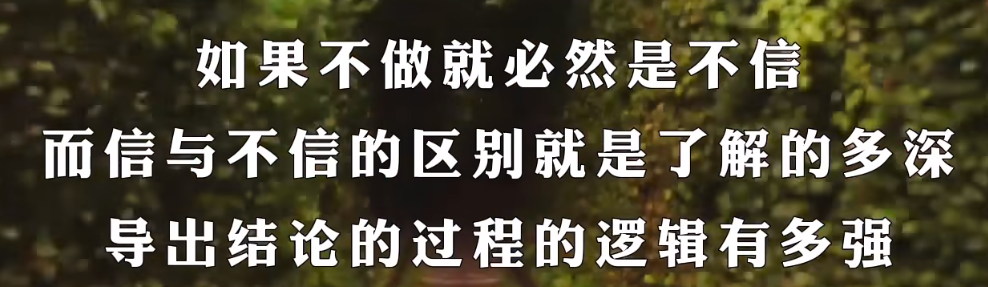 如果不做就必然是不信
而信与不信的区别就是了解的多深
导出结论的过程的逻辑有多强